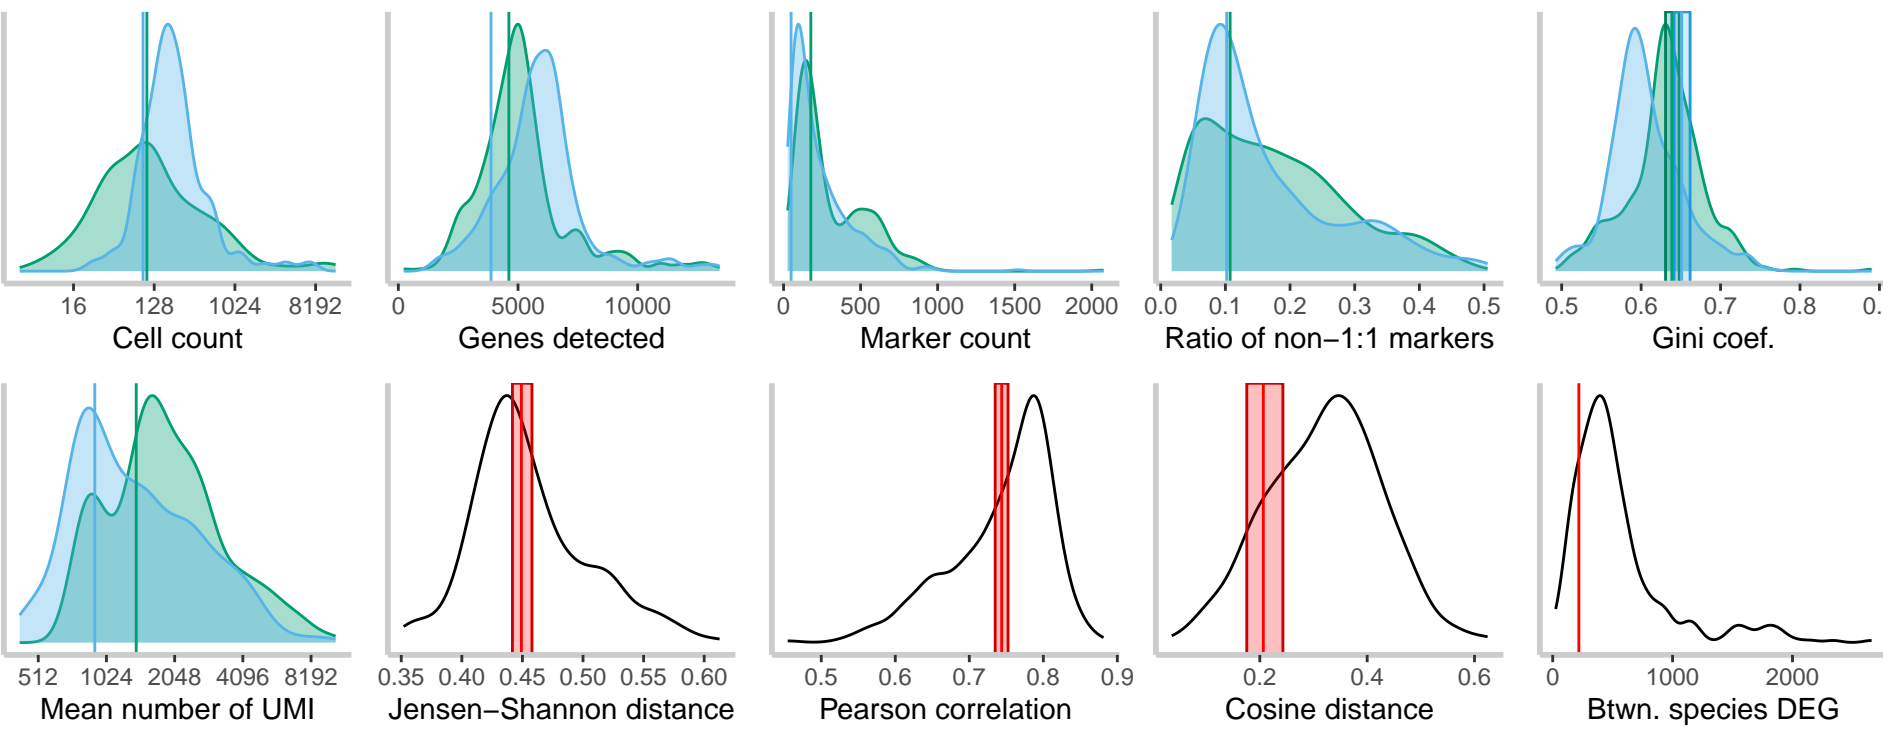 16 128 1024 8192
Cell count
0 5000 10000
Genes detected
0 500 1000 1500 2000
Marker count
0.0 0.1 0.2 0.3 0.4 0.5
Ratio of non−1:1 markers
0.5 0.6 0.7 0.8 0.
Gini coef.
512 1024 2048 4096 8192
Mean number of UMI
0.35 0.40 0.45 0.50 0.55 0.60
Jensen−Shannon distance
0.5 0.6 0.7 0.8 0.9
Pearson correlation
0.2 0.4 0.6
Cosine distance
0 1000 2000
Btwn. species DEG